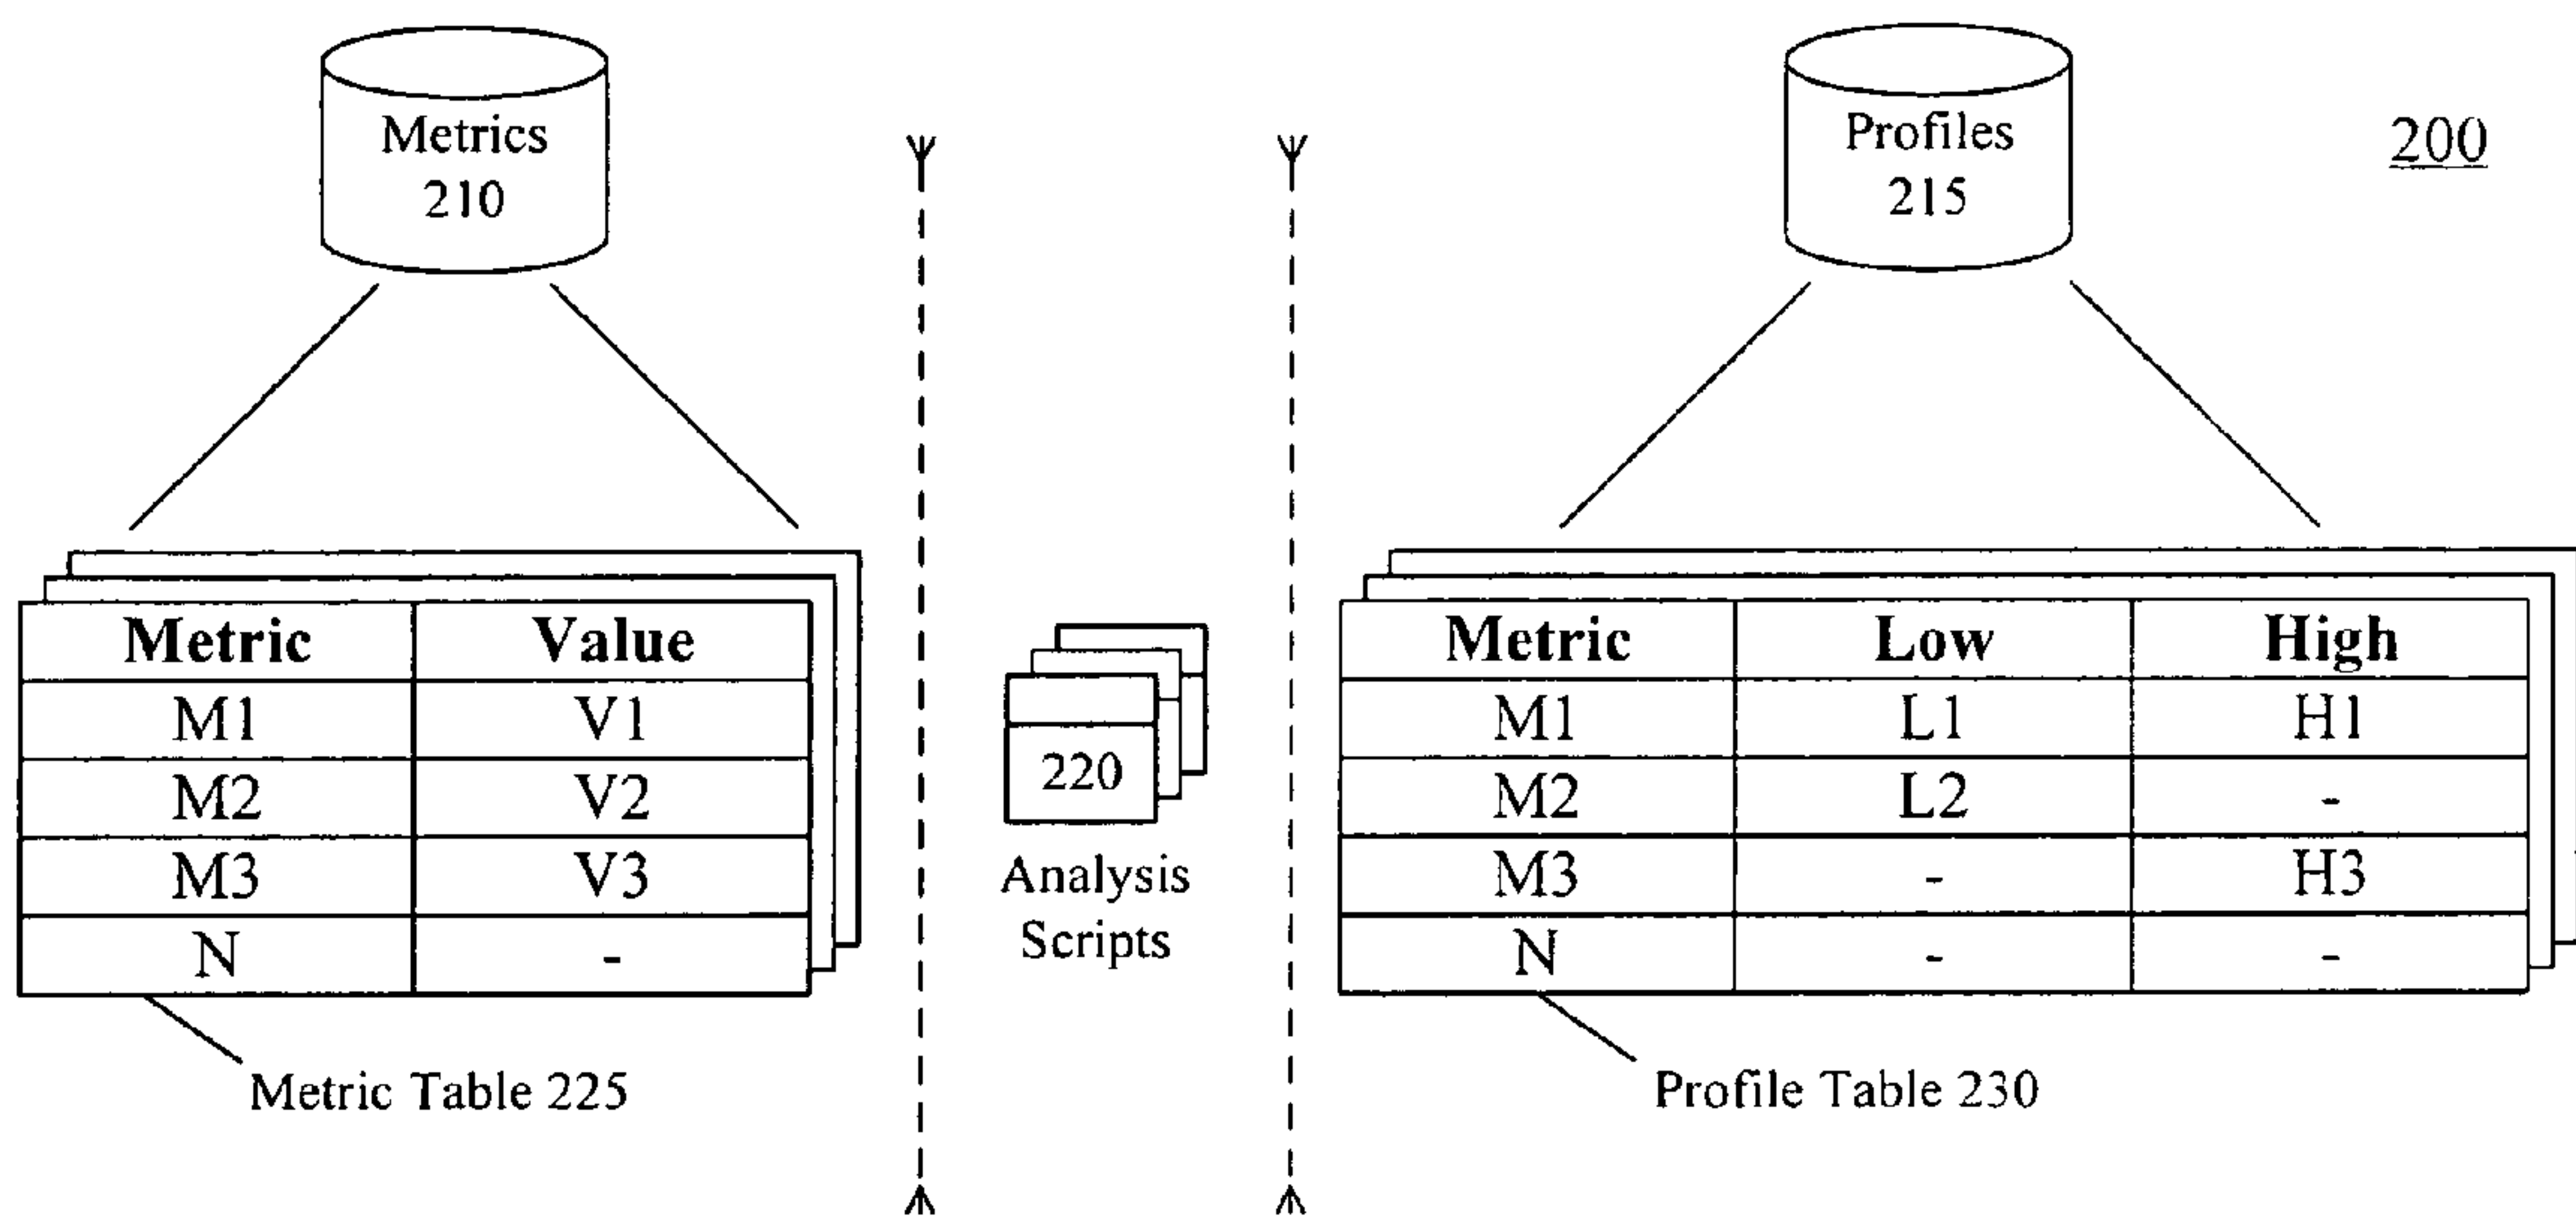 Metrics
210
Profiles
215
200
Metric Value
M1 V1
M2 V2
M3 V3
N -
220
Analysis
Scripts
Metric Low High
M1 L1 H1
M2 L2 -
M3 - H3
N - -
Metric Table 225
Profile Table 230